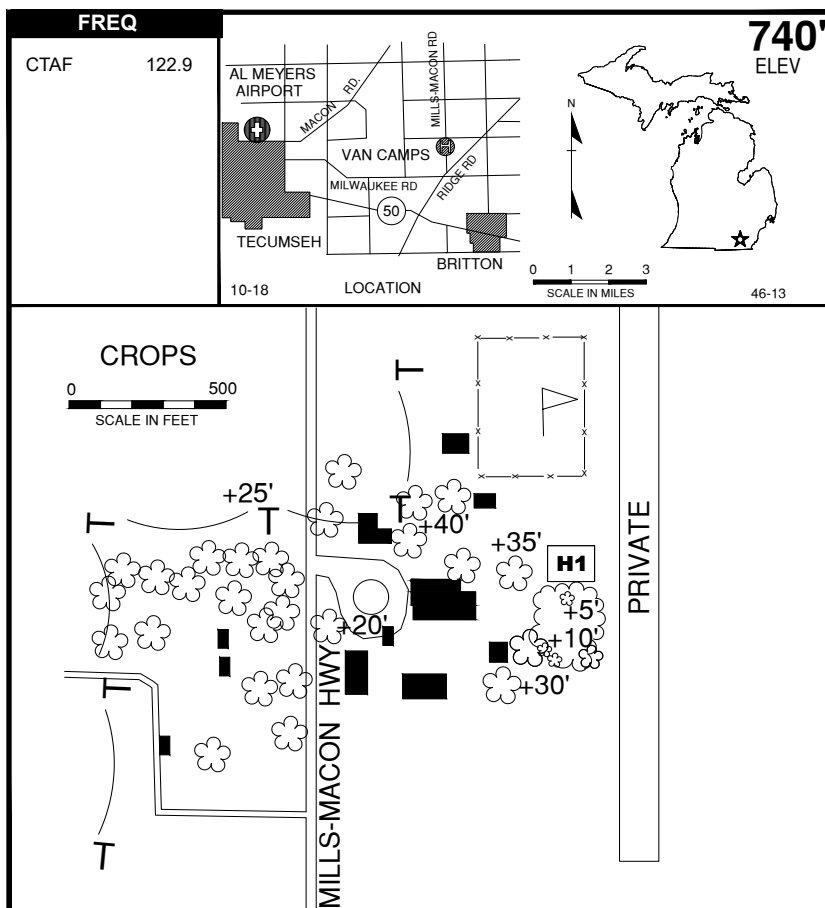 FREQ
CTAF 122.9
AL MEYERS
AIRPORT
MACON RD.
MILLS-MACON RD
VAN CAMPS
H
MILWAUKEE RD
RIDGE RD
50
TECUMSEH
BRITTON
10-18
LOCATION
740'
ELEV
N
0 1 2 3
SCALE IN MILES
46-13
CROPS
0 500
SCALE IN FEET
T
T
T
T
T
T
+25'
+40'
+35'
H1
+5'
+10'
+20'
+30'
MILLS-MACON HWY
PRIVATE